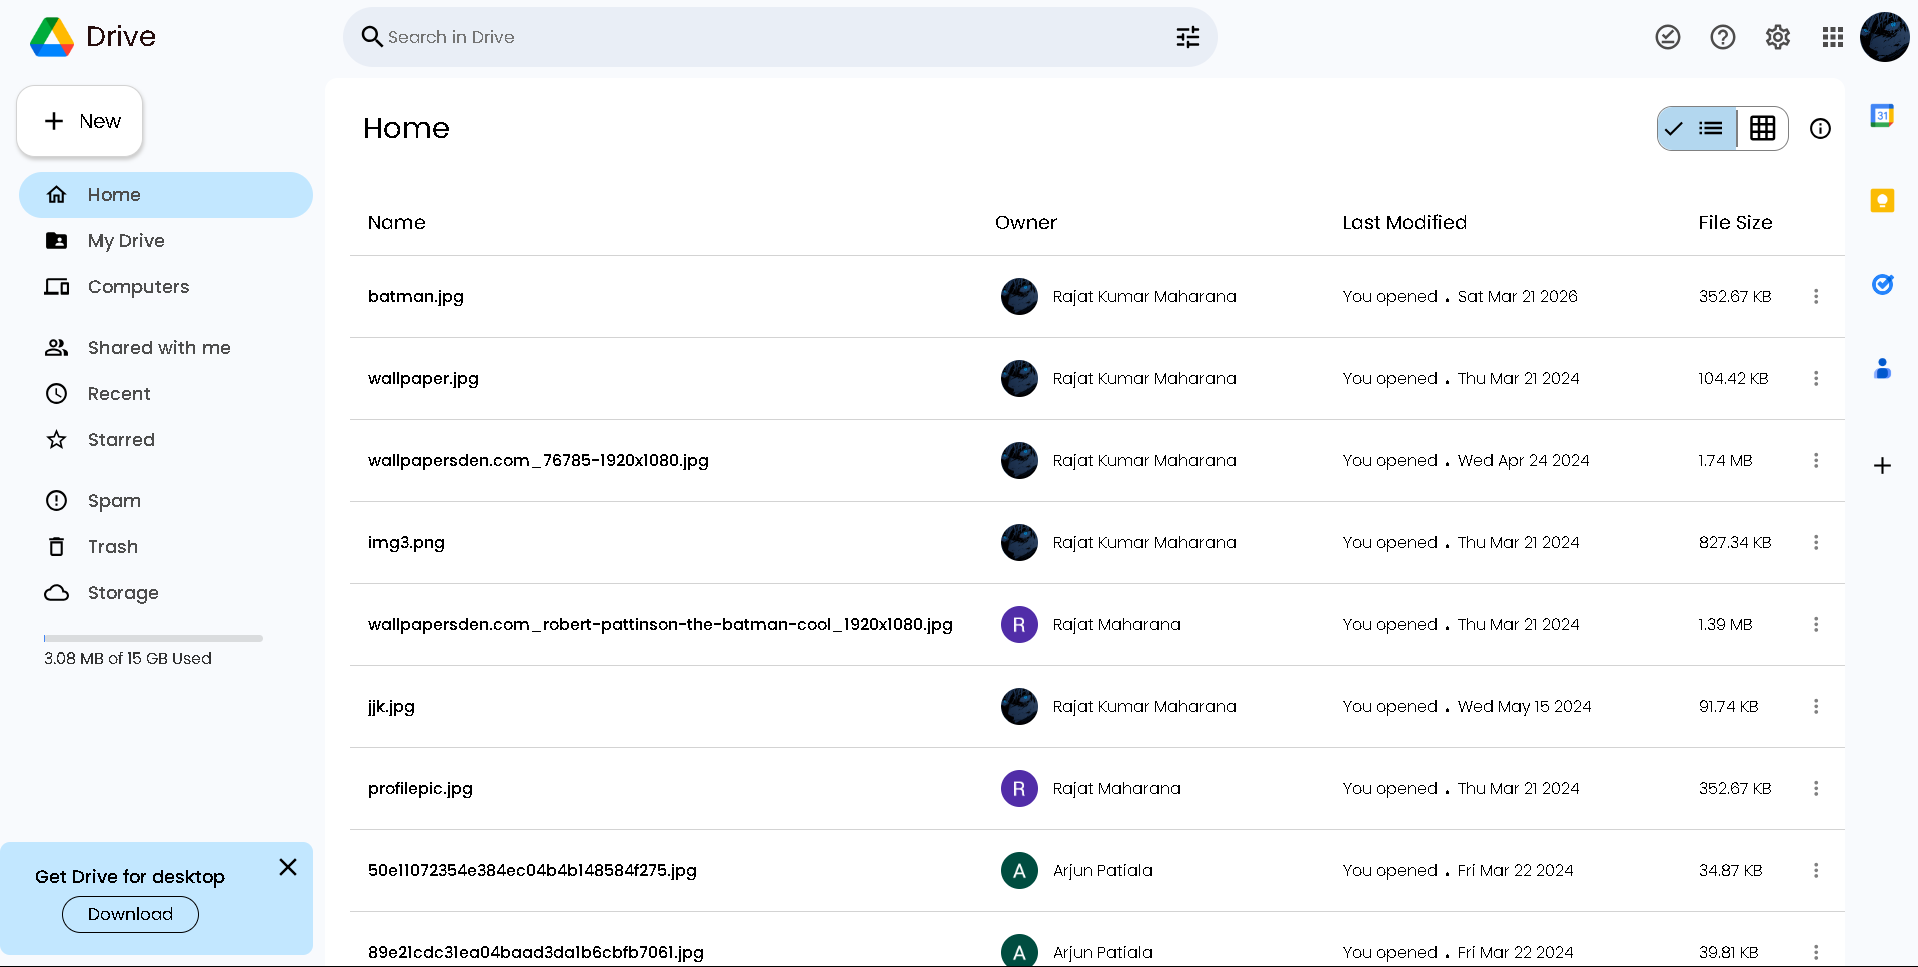 Drive
Search in Drive
New
Home
My Drive
Computers
Shared with me
Recent
Starred
Spam
Trash
Storage
3.08 MB of 15 GB Used
Get Drive for desktop
Download
Home
Name Owner Last Modified File Size
batman.jpg Rajat Kumar Maharana You opened . Sat Mar 21 2026 352.67 KB
wallpaper.jpg Rajat Kumar Maharana You opened . Thu Mar 21 2024 104.42 KB
wallpapersden.com_76785-1920x1080.jpg Rajat Kumar Maharana You opened . Wed Apr 24 2024 1.74 MB
img3.png Rajat Kumar Maharana You opened . Thu Mar 21 2024 827.34 KB
wallpapersden.com_robert-pattinson-the-batman-cool_1920x1080.jpg R Rajat Maharana You opened . Thu Mar 21 2024 1.39 MB
jjk.jpg Rajat Kumar Maharana You opened . Wed May 15 2024 91.74 KB
profilepic.jpg R Rajat Maharana You opened . Thu Mar 21 2024 352.67 KB
50e11072354e384ec04b4b148584f275.jpg A Arjun Patiala You opened . Fri Mar 22 2024 34.87 KB
89e21cdc31ea04baad3da1b6cbfb7061.jpg A Arjun Patiala You opened . Fri Mar 22 2024 39.81 KB
31